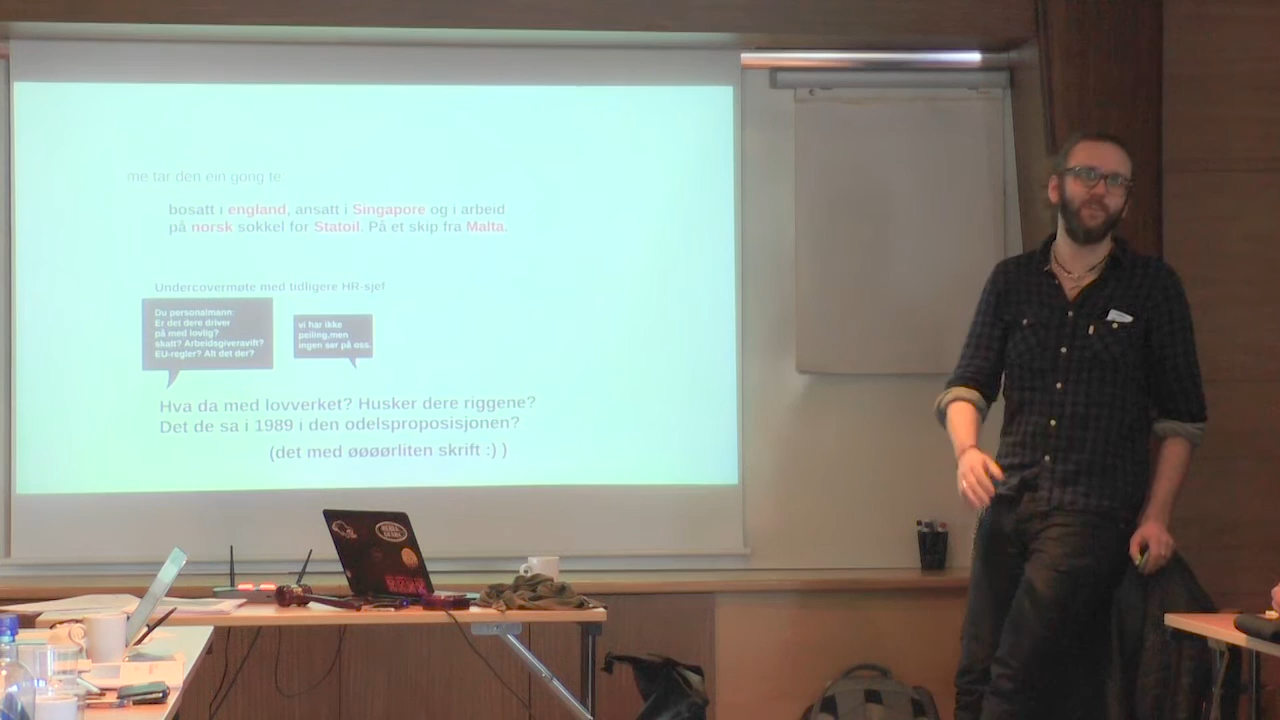 me tar den ein gong te
bosatt i england, ansatt i Singapore og i arbeid
på norsk sokkel for Statoil. På et skip fra Malta.
Undercovermøte med tidligere HR-sjef
Du personalmann:
Er det dere driver
på med lovlig?
skatt? Arbeidsgiveravift?
EU-regler? Alt det der?
vi har ikke
peiling,men
ingen ser på oss.
Hva da med lovverket? Husker dere riggene?
Det de sa i 1989 i den odelsproposisjonen?
(det med øøøørliten skrift :) )